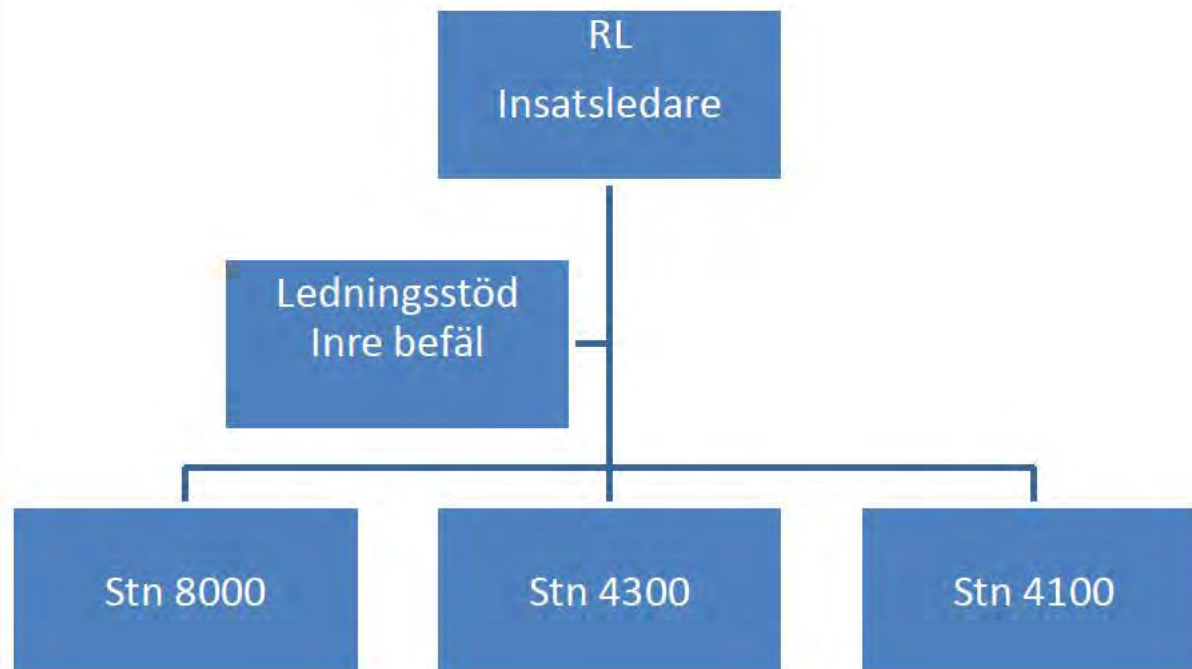 RL
Insatsledare
Ledningsstöd
Inre befäl
Stn 8000
Stn 4300
Stn 4100